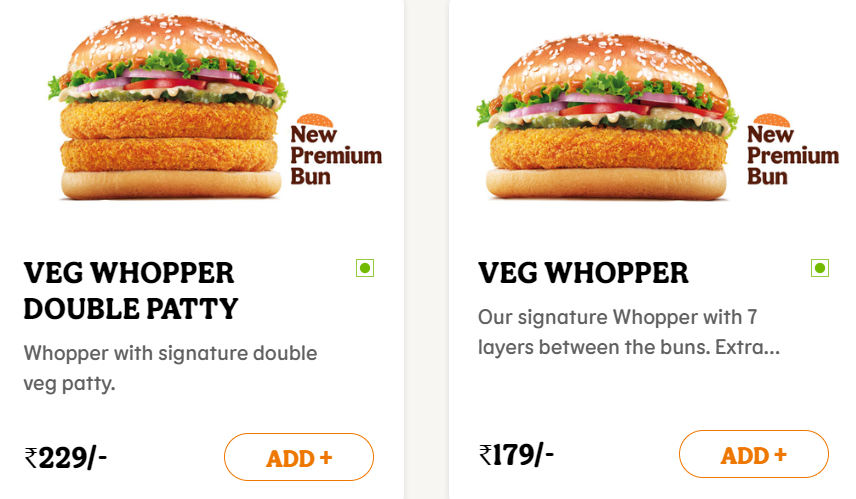 New
Premium
Bun
VEG WHOPPER
DOUBLE PATTY
Whopper with signature double
veg patty.
₹229/-
ADD +
New
Premium
Bun
VEG WHOPPER
Our signature Whopper with 7
layers between the buns. Extra...
₹179/-
ADD +